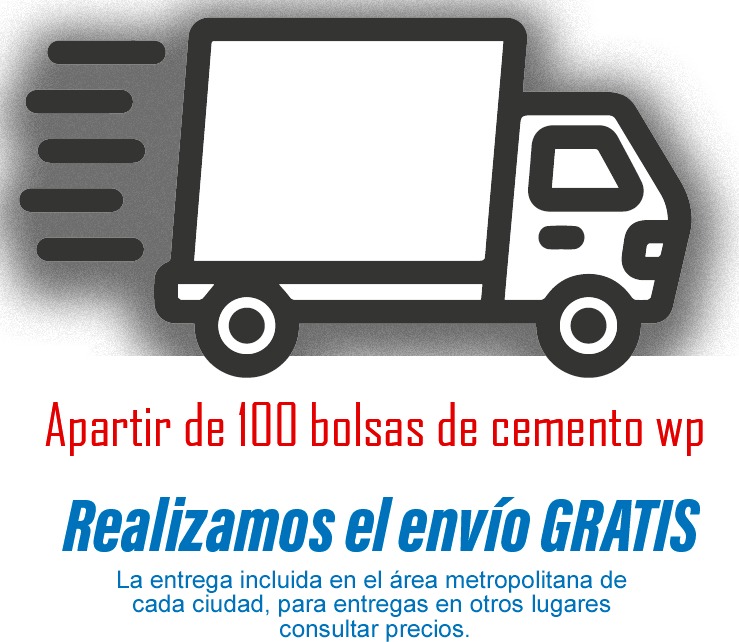 Apartir de 100 bolsas de cemento wp
Realizamos el envío GRATIS
La entrega incluida en el área metropolitana de
cada ciudad, para entregas en otros lugares
consultar precios.